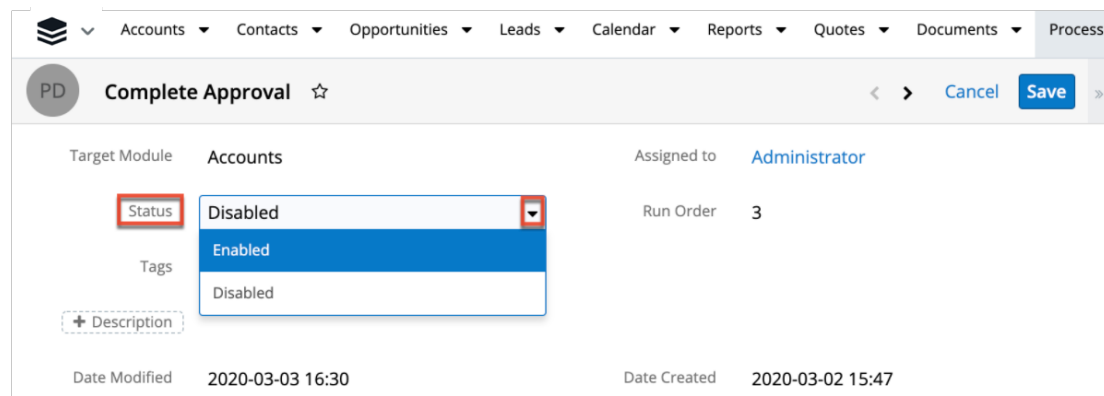 Accounts Contacts Opportunities Leads Calendar Reports Quotes Documents Process
PD Complete Approval Cancel Save »
Target Module Accounts Assigned to Administrator
Status Disabled Run Order 3
Enabled
Tags
Disabled
+ Description
Date Modified 2020-03-03 16:30 Date Created 2020-03-02 15:47